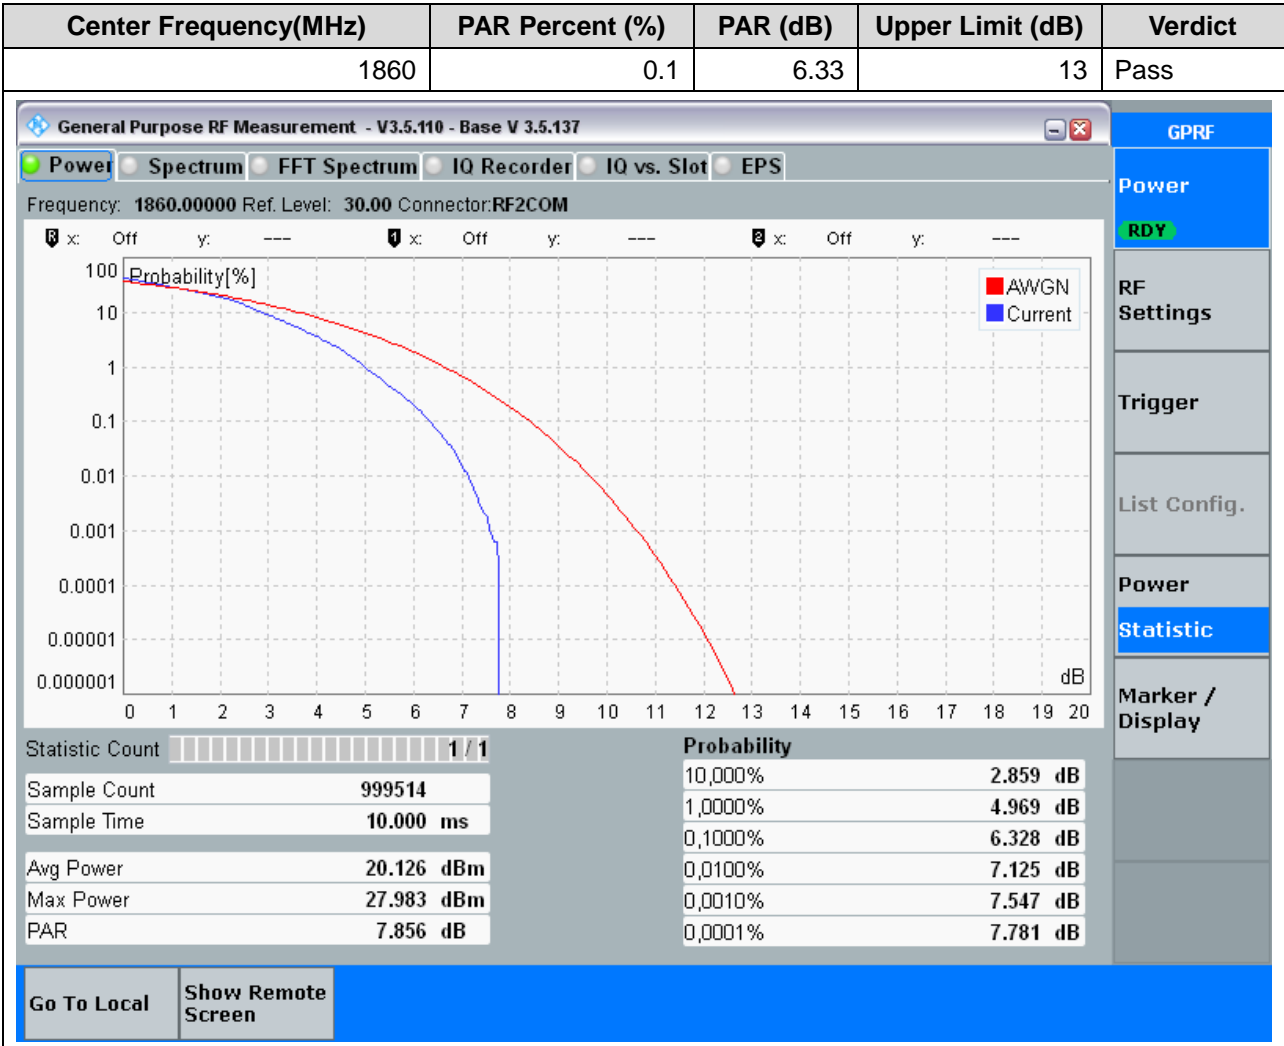 Center Frequency(MHz) PAR Percent (%) PAR (dB) Upper Limit (dB) Verdict
1860 0.1 6.33 13 Pass
General Purpose RF Measurement - V3.5.110 - Base V 3.5.137
GPRF
Power Spectrum FFT Spectrum IQ Recorder IQ vs. Slot EPS
Frequency: 1860.00000 Ref. Level: 30.00 Connector:RF2COM
R x: Off y: --- 1 x: Off y: --- 2 x: Off y: ---
Probability[%]
AWGN
Current
100
10
1
0.1
0.01
0.001
0.0001
0.00001
0.000001
dB
0 1 2 3 4 5 6 7 8 9 10 11 12 13 14 15 16 17 18 19 20
Statistic Count 1 / 1
Sample Count 999514
Sample Time 10.000 ms
Avg Power 20.126 dBm
Max Power 27.983 dBm
PAR 7.856 dB
Probability
10,000% 2.859 dB
1,0000% 4.969 dB
0,1000% 6.328 dB
0,0100% 7.125 dB
0,0010% 7.547 dB
0,0001% 7.781 dB
Power
RDY
RF
Settings
Trigger
List Config.
Power
Statistic
Marker /
Display
Go To Local
Show Remote
Screen